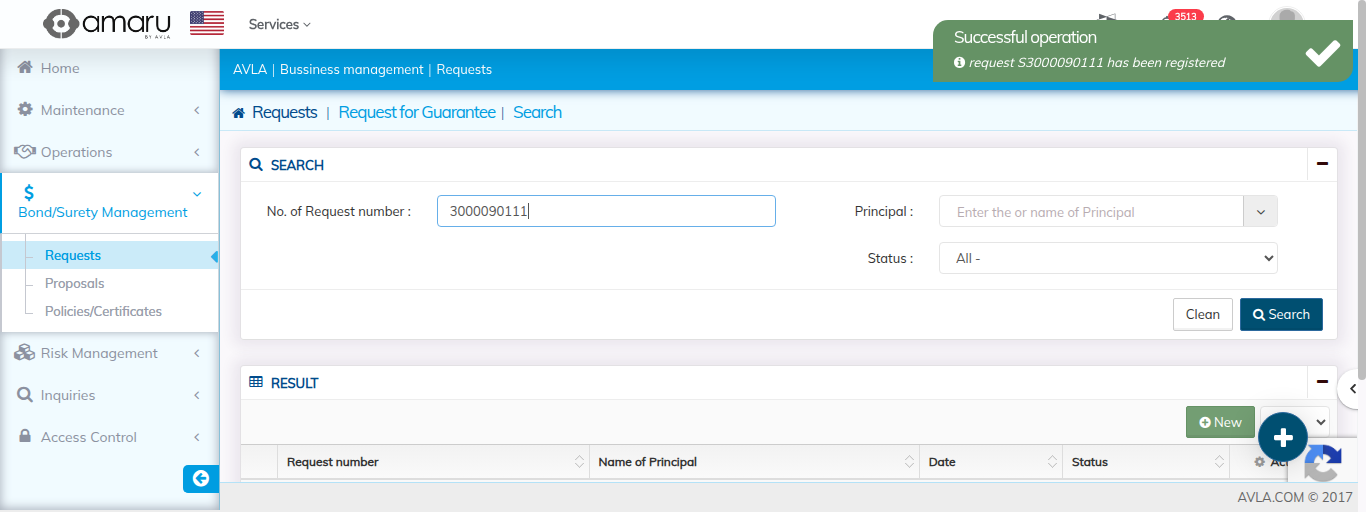 amaru
BY AVLA
Services
3513
Successful operation
request S3000090111 has been registered
Home
Maintenance
Operations
Bond/Surety Management
Requests
Proposals
Policies/Certificates
Risk Management
Inquiries
Access Control
AVLA | Bussiness management | Requests
Requests | Request for Guarantee | Search
SEARCH
No. of Request number :
3000090111
Principal :
Enter the or name of Principal
Status :
All -
Clean
Search
RESULT
New
Request number
Name of Principal
Date
Status
AVLA.COM © 2017